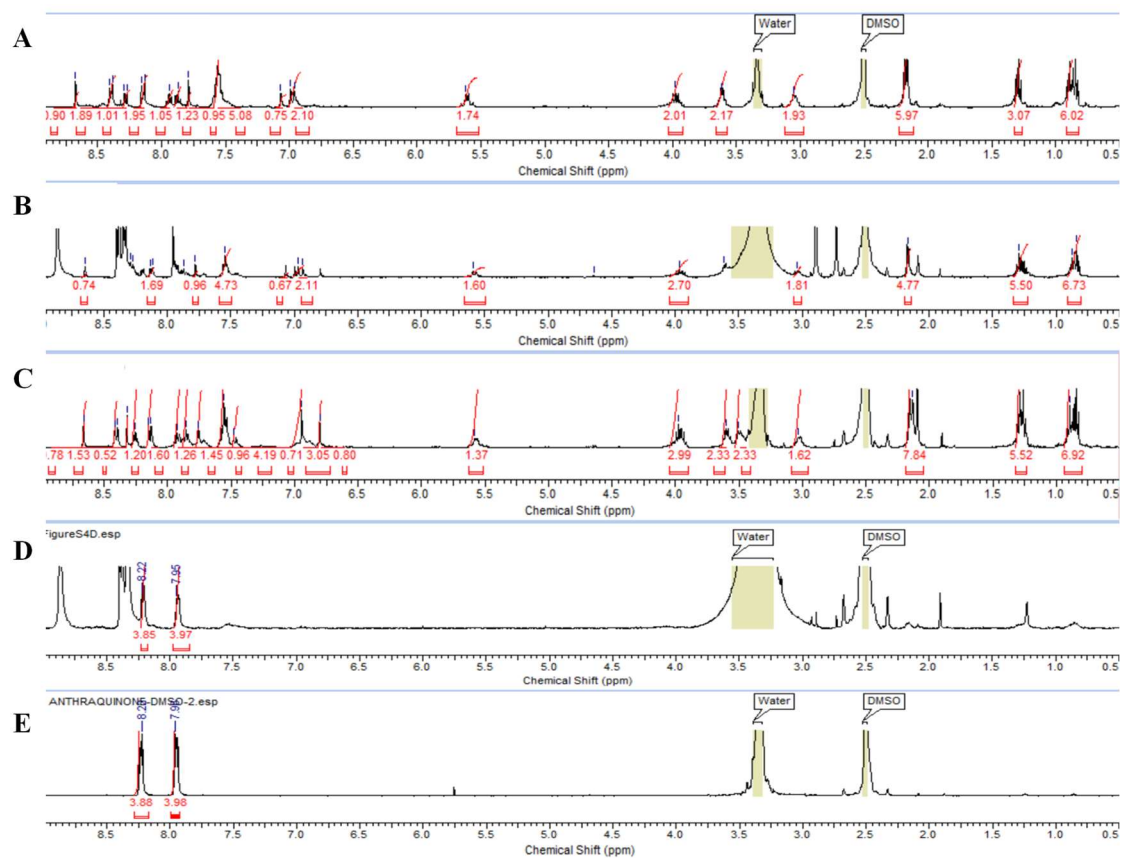 A
Water
DMSO
0.90 1.89 1.01 1.95 1.05 1.23 0.95 5.08 0.75 2.10 1.74 2.01 2.17 1.93 5.97 3.07 6.02
8.5 8.0 7.5 7.0 6.5 6.0 5.5 5.0 4.5 4.0 3.5 3.0 2.5 2.0 1.5 1.0 0.5
Chemical Shift (ppm)
B
0.74 1.69 0.96 4.73 0.67 2.11 1.60 2.70 1.81 4.77 5.50 6.73
8.5 8.0 7.5 7.0 6.5 6.0 5.5 5.0 4.5 4.0 3.5 3.0 2.5 2.0 1.5 1.0 0.5
Chemical Shift (ppm)
C
.78 1.53 0.52 1.20 1.60 1.26 1.45 0.96 4.19 0.71 3.05 0.80 1.37 2.99 2.33 2.33 1.62 7.84 5.52 6.92
8.5 8.0 7.5 7.0 6.5 6.0 5.5 5.0 4.5 4.0 3.5 3.0 2.5 2.0 1.5 1.0 0.5
Chemical Shift (ppm)
D
FigureS4D.esp
Water
DMSO
8.22 7.95
3.85 3.97
8.5 8.0 7.5 7.0 6.5 6.0 5.5 5.0 4.5 4.0 3.5 3.0 2.5 2.0 1.5 1.0 0.5
Chemical Shift (ppm)
E
Water
DMSO
3.88 3.98
8.5 8.0 7.5 7.0 6.5 6.0 5.5 5.0 4.5 4.0 3.5 3.0 2.5 2.0 1.5 1.0 0.5
Chemical Shift (ppm)